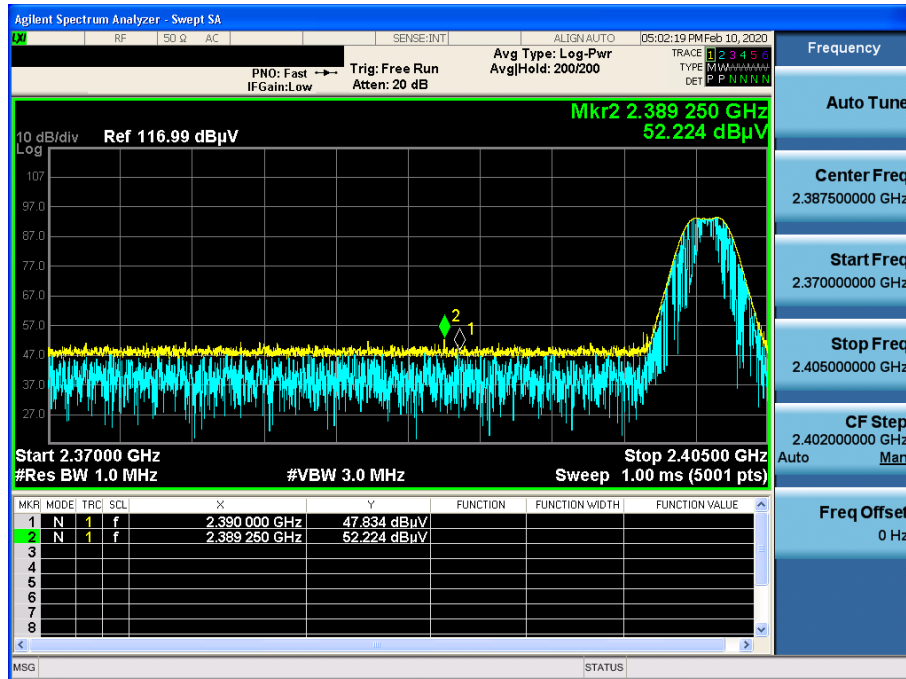 Agilent Spectrum Analyzer - Swept SA
LXI RF 50 Ω AC SENSE:INT ALIGN AUTO 05:02:19 PM Feb 10, 2020
PNO: Fast
IFGain:Low
Trig: Free Run
Atten: 20 dB
Avg Type: Log-Pwr
Avg|Hold: 200/200
TRACE 1 2 3 4 5 6
TYPE M W
DET P P N N N N
Mkr2 2.389 250 GHz
52.224 dBµV
10 dB/div Ref 116.99 dBµV
Log
107
97.0
87.0
77.0
67.0
57.0
47.0
37.0
27.0
2
1
Start 2.37000 GHz Stop 2.40500 GHz
#Res BW 1.0 MHz #VBW 3.0 MHz Sweep 1.00 ms (5001 pts)
MKR MODE TRC SCL X Y FUNCTION FUNCTION WIDTH FUNCTION VALUE
1 N 1 f 2.390 000 GHz 47.834 dBµV
2 N 1 f 2.389 250 GHz 52.224 dBµV
3
4
5
6
7
8
MSG STATUS
Frequency
Auto Tune
Center Freq
2.387500000 GHz
Start Freq
2.370000000 GHz
Stop Freq
2.405000000 GHz
CF Step
2.402000000 GHz
Auto Man
Freq Offset
0 Hz